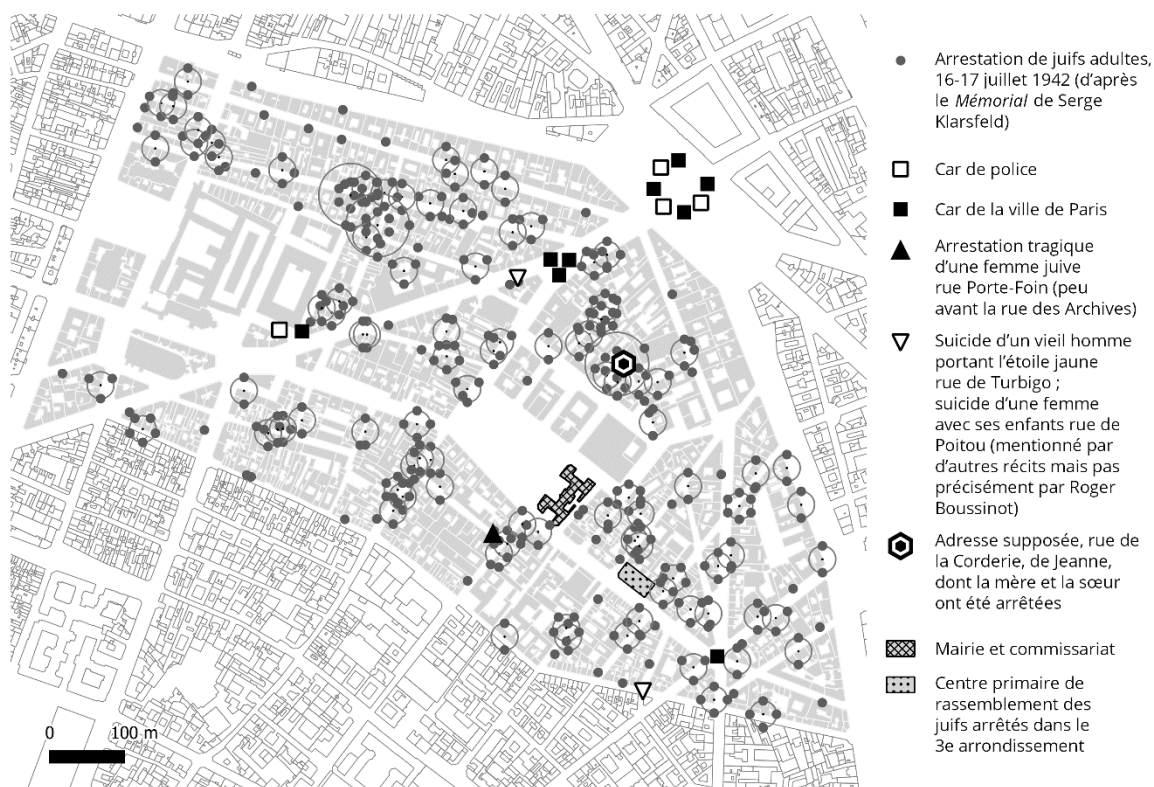 Arrestation de juifs adultes,
16-17 juillet 1942 (d'après
le Mémorial de Serge
Klarsfeld)
Car de police
Car de la ville de Paris
Arrestation tragique
d'une femme juive
rue Porte-Foin (peu
avant la rue des Archives)
Suicide d'un vieil homme
portant l'étoile jaune
rue de Turbigo ;
suicide d'une femme
avec ses enfants rue de
Poitou (mentionné par
d'autres récits mais pas
précisément par Roger
Boussinot)
Adresse supposée, rue de
la Corderie, de Jeanne,
dont la mère et la sœur
ont été arrêtées
Mairie et commissariat
Centre primaire de
rassemblement des
juifs arrêtés dans le
3e arrondissement
0 100 m